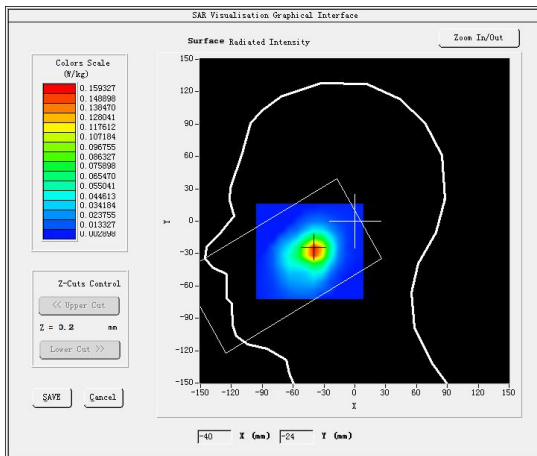 SAR Visualisation Graphical Interface
Surface Radiated Intensity
Zoom In/Out
Colors Scale
(W/kg)
0.159327
0.148898
0.138470
0.128041
0.117612
0.107184
0.096755
0.086327
0.075898
0.065470
0.055041
0.044613
0.034184
0.023755
0.013327
0.002898
Z-Cuts Control
<< Upper Cut
Z = 3.2 mm
Lower Cut >>
SAVE
Cancel
150
120
90
60
30
0
-30
-60
-90
-120
-150
Y
-150 -120 -90 -60 -30 0 30 60 90 120 150
X
-40 X (mm) -24 Y (mm)